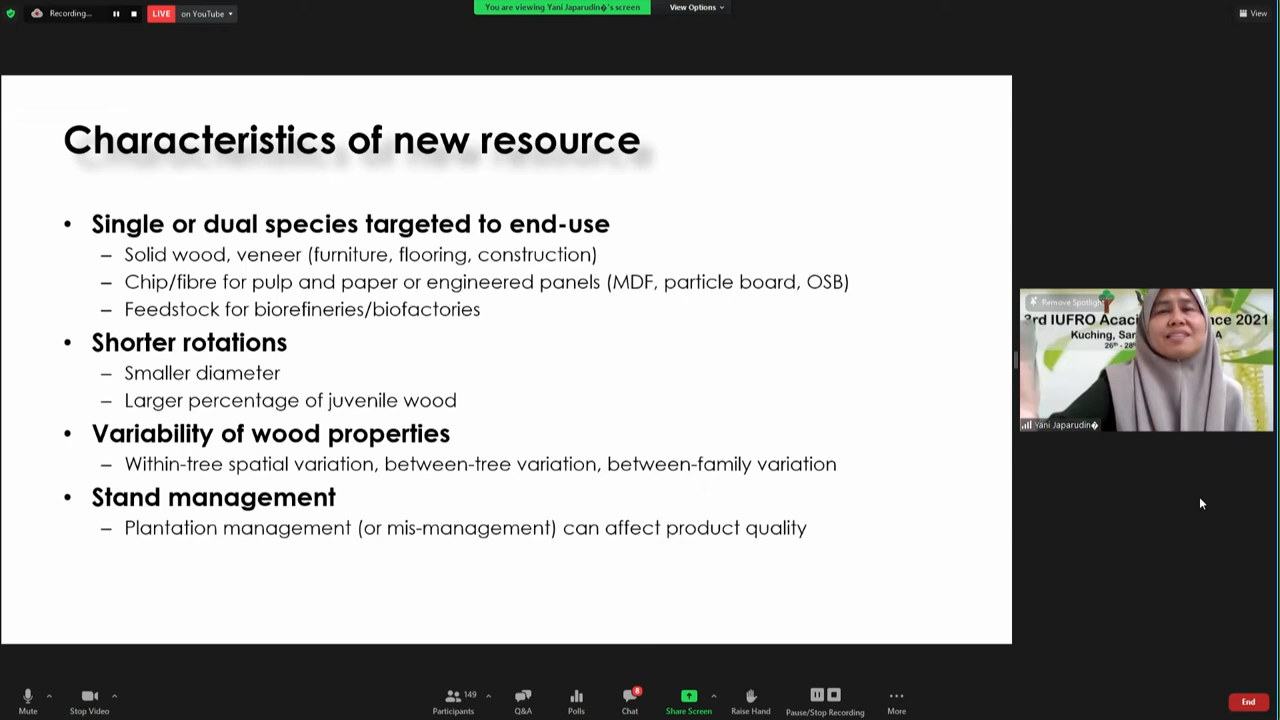 Recording...
LIVE on YouTube
You are viewing Yani Japarudin�'s screen
View Options
View
Characteristics of new resource
• Single or dual species targeted to end-use
– Solid wood, veneer (furniture, flooring, construction)
– Chip/fibre for pulp and paper or engineered panels (MDF, particle board, OSB)
– Feedstock for biorefineries/biofactories
• Shorter rotations
– Smaller diameter
– Larger percentage of juvenile wood
• Variability of wood properties
– Within-tree spatial variation, between-tree variation, between-family variation
• Stand management
– Plantation management (or mis-management) can affect product quality
Remove Spotlight
3rd IUFRO Acaci nce 2021
Kuching, Sar A
26th - 28
Yani Japarudin�
Mute
Stop Video
149
Participants
Q&A
Polls
8
Chat
Share Screen
Raise Hand
Pause/Stop Recording
More
End